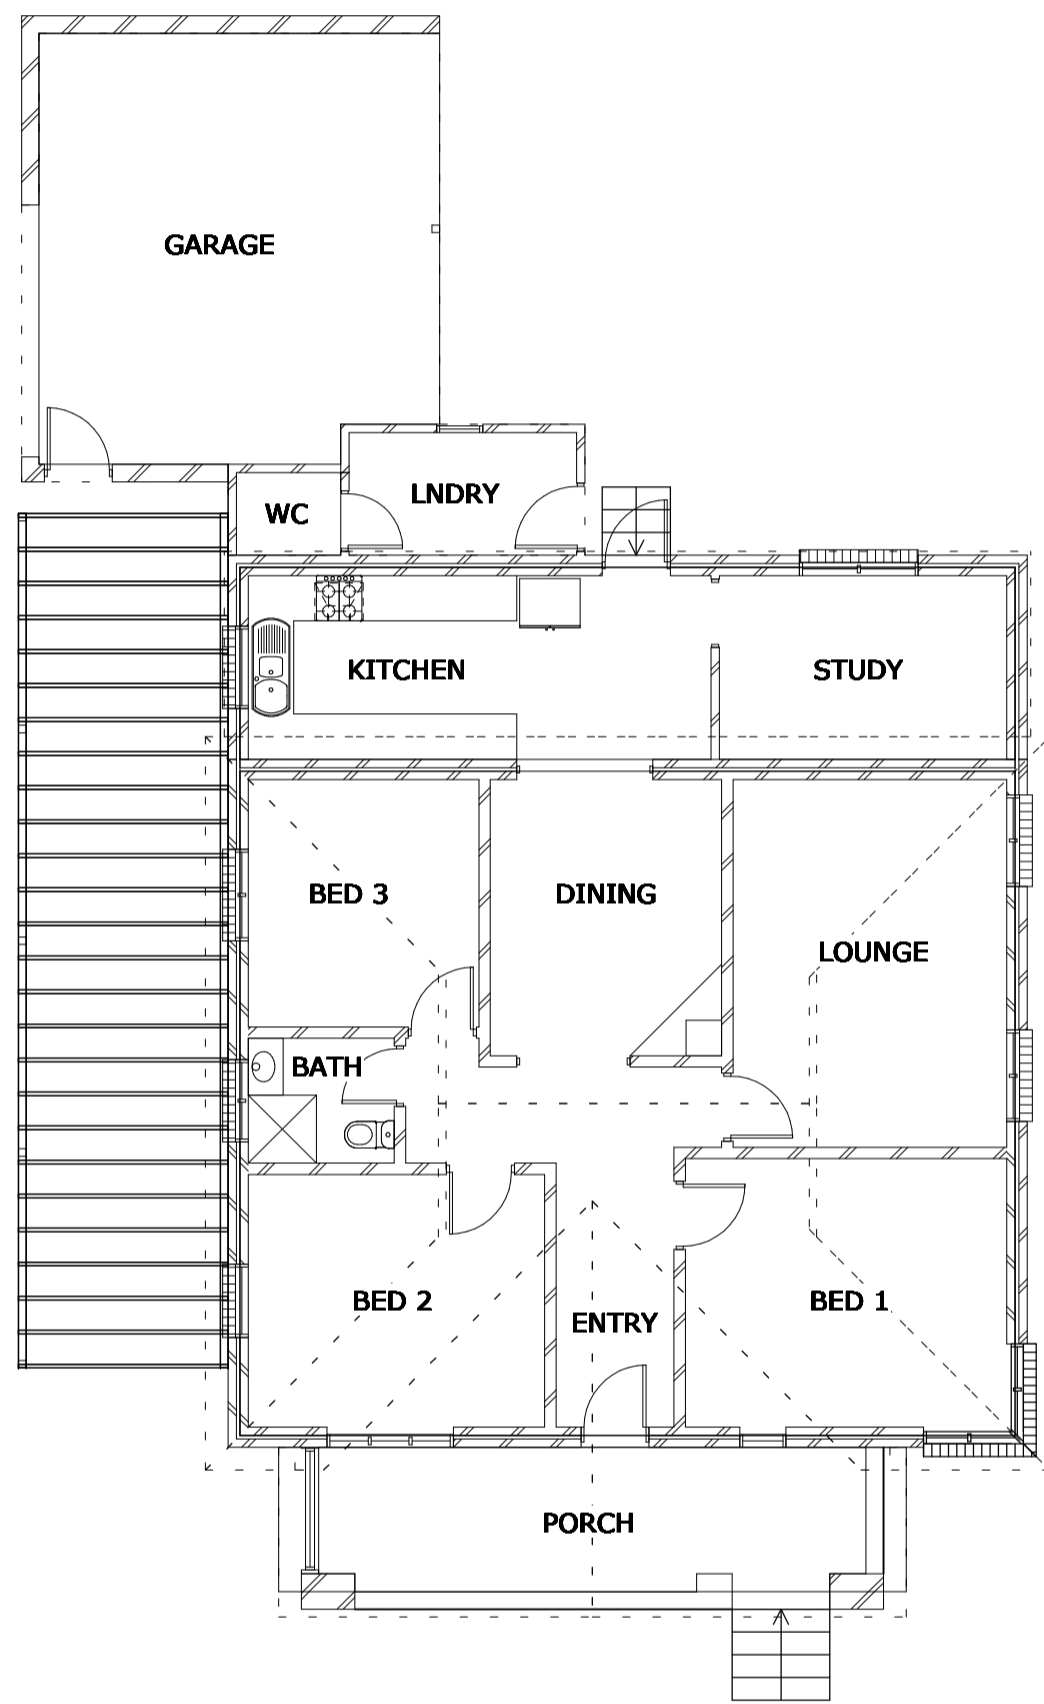 GARAGE
LNDRY
WC
KITCHEN
STUDY
BED 3
DINING
LOUNGE
BATH
BED 2
BED 1
ENTRY
PORCH